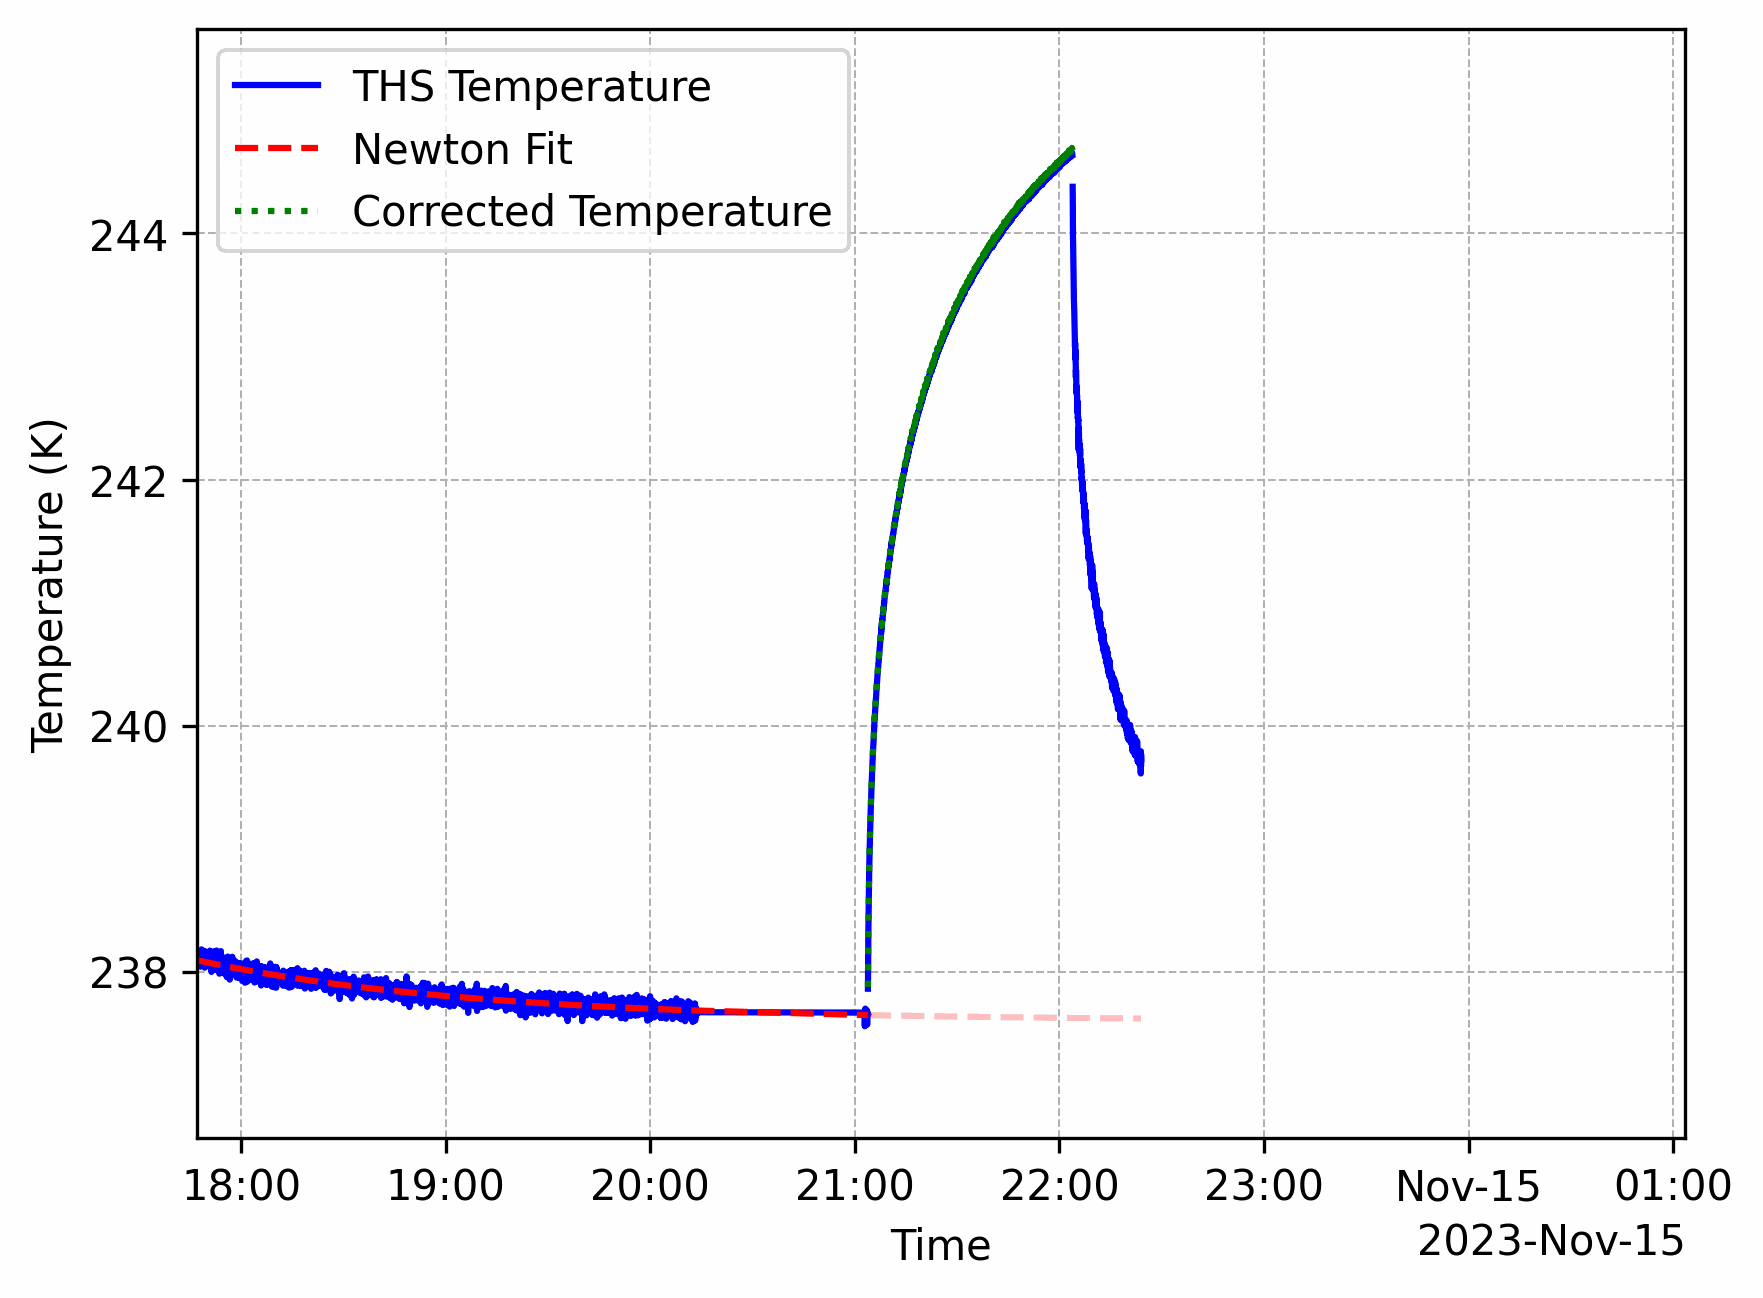 THS Temperature
Newton Fit
Corrected Temperature
Temperature (K)
244
242
240
238
18:00 19:00 20:00 21:00 22:00 23:00 Nov-15 01:00
Time
2023-Nov-15